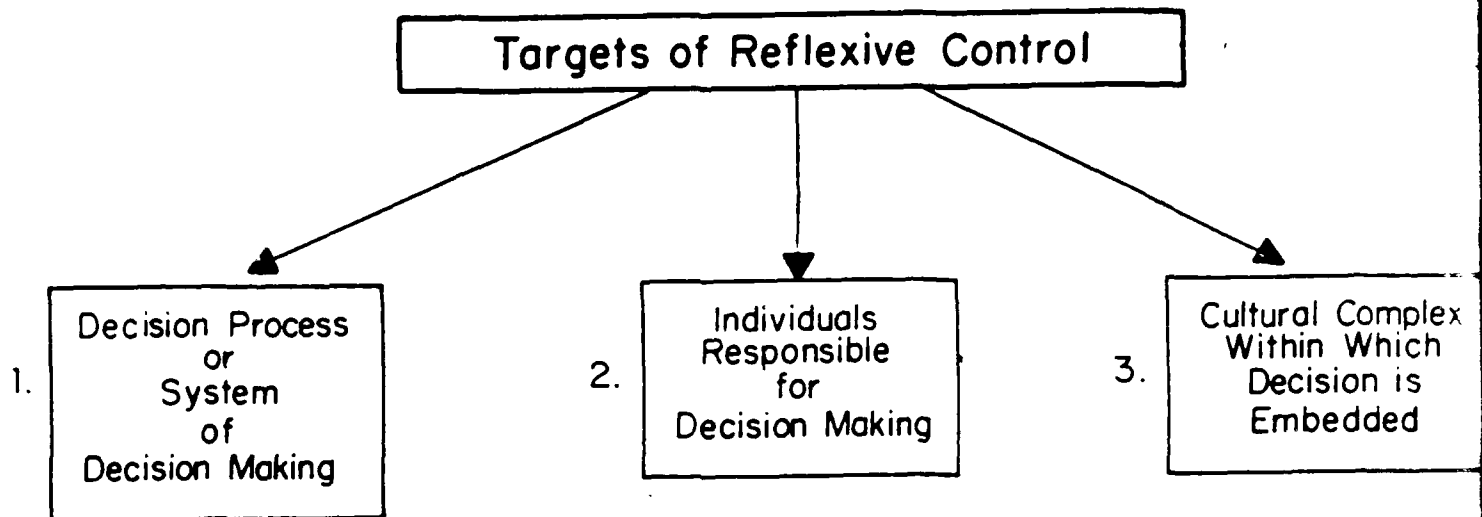 Targets of Reflexive Control
1.
Decision Process
or
System
of
Decision Making
2.
Individuals
Responsible
for
Decision Making
3.
Cultural Complex
Within Which
Decision is
Embedded